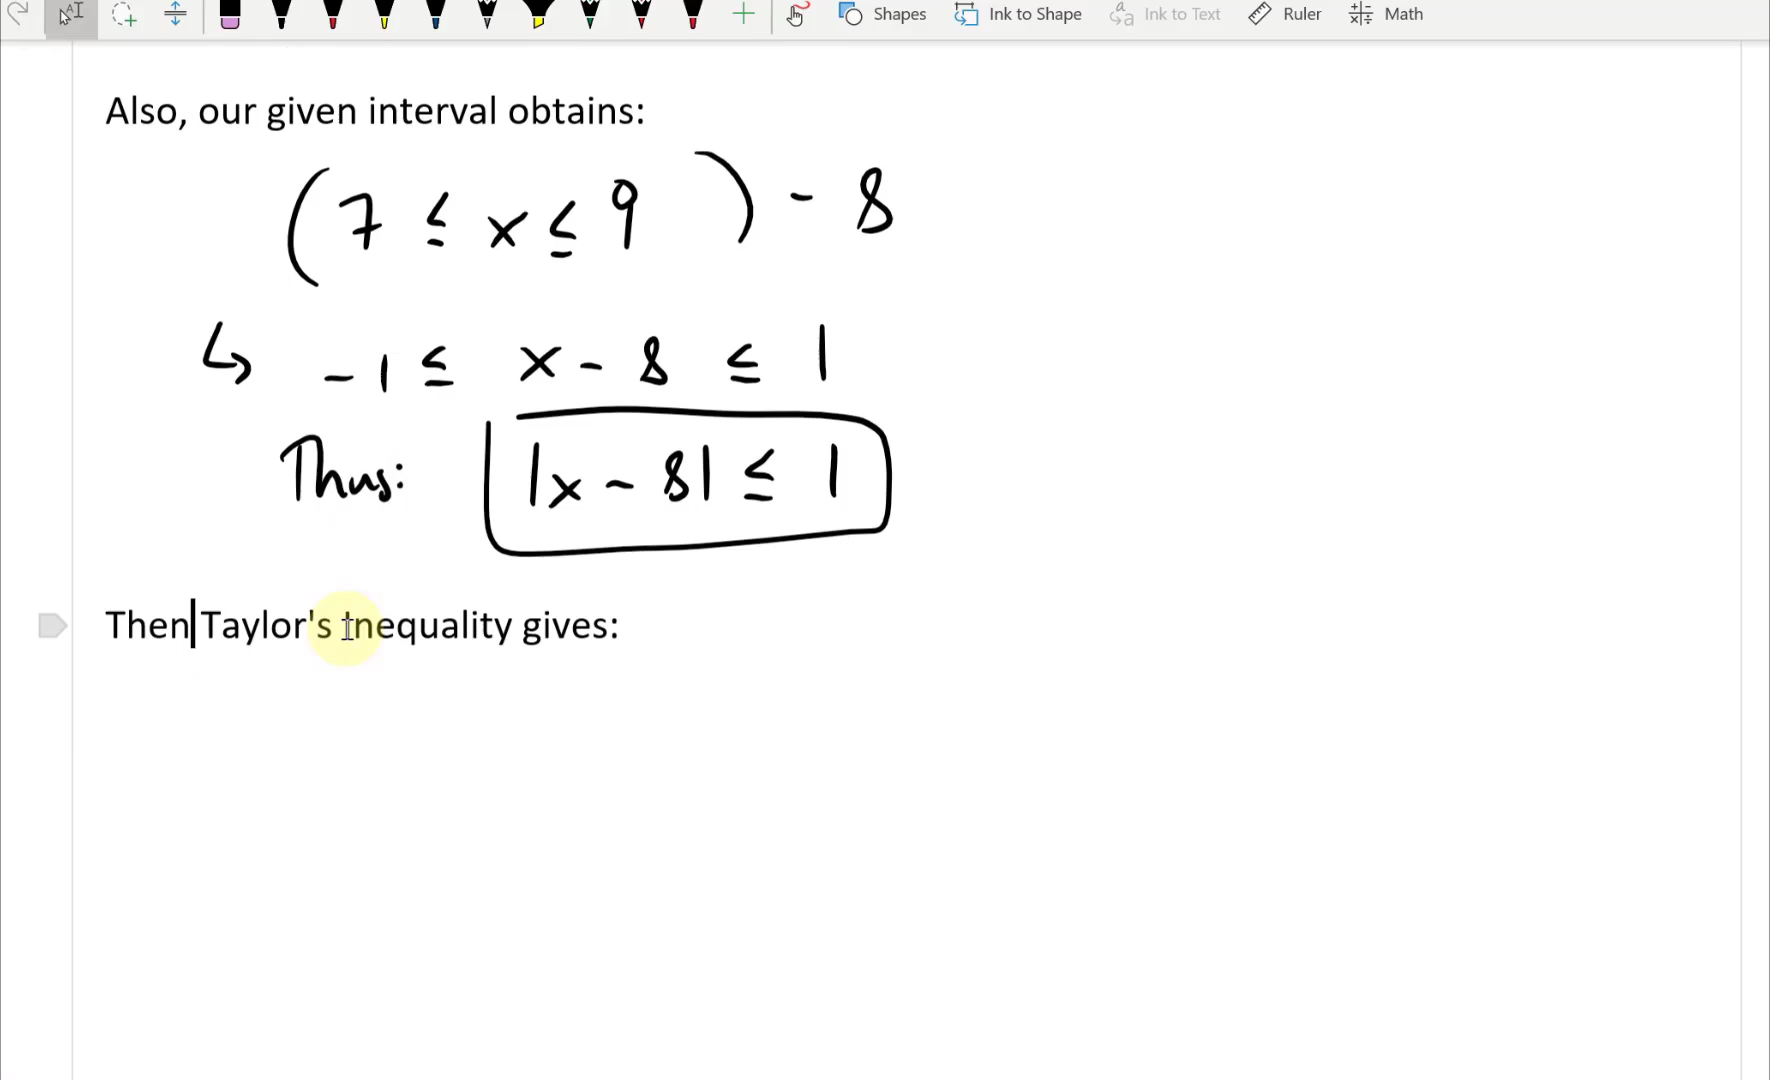 Shapes Ink to Shape Ink to Text Ruler Math
Also, our given interval obtains:
(7 ≤ x ≤ 9) - 8
↳ -1 ≤ x - 8 ≤ 1
Thus: |x - 8| ≤ 1
Then Taylor's Inequality gives: